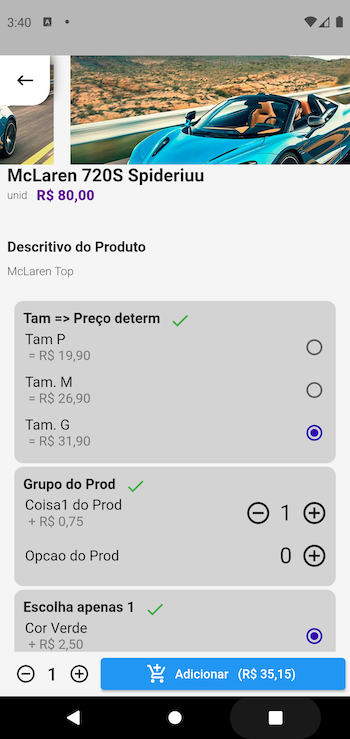 3:40
McLaren 720S Spideriuu
unid R$ 80,00
Descritivo do Produto
McLaren Top
Tam => Preço determ
Tam P
= R$ 19,90
Tam. M
= R$ 26,90
Tam. G
= R$ 31,90
Grupo do Prod
Coisa1 do Prod
+ R$ 0,75
1
Opcao do Prod
0
Escolha apenas 1
Cor Verde
+ R$ 2,50
1
Adicionar (R$ 35,15)